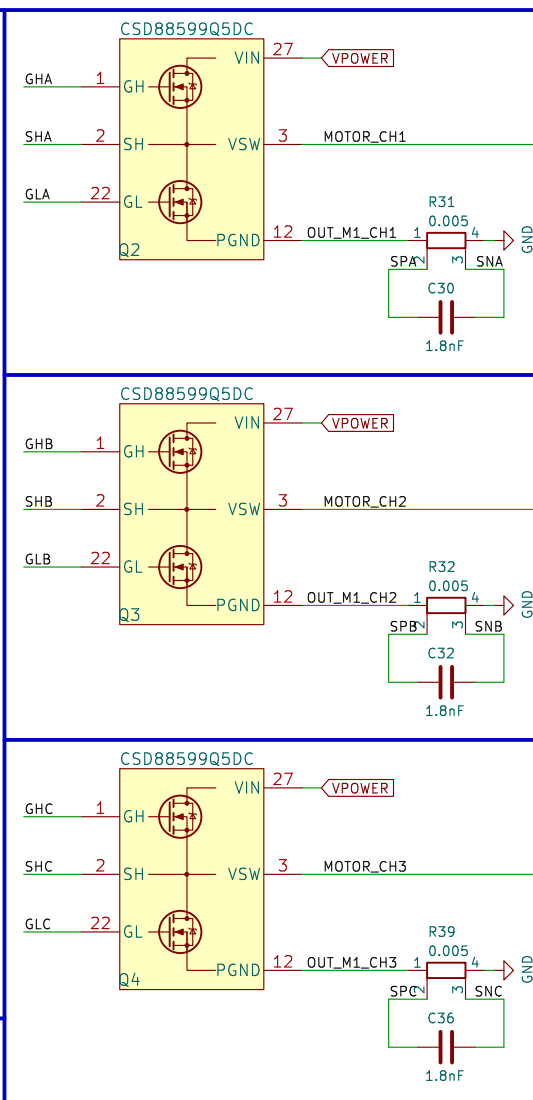 CSD88599Q5DC
VIN 27 VPOWER
GHA 1 GH
SHA 2 SH VSW 3 MOTOR_CH1
GLA 22 GL
R31
0.005
PGND 12 OUT_M1_CH1 1 4 GND
Q2
SPA 2 3 SNA
C30
1.8nF
CSD88599Q5DC
VIN 27 VPOWER
GHB 1 GH
SHB 2 SH VSW 3 MOTOR_CH2
GLB 22 GL
R32
0.005
PGND 12 OUT_M1_CH2 1 4 GND
Q3
SPB 2 3 SNB
C32
1.8nF
CSD88599Q5DC
VIN 27 VPOWER
GHC 1 GH
SHC 2 SH VSW 3 MOTOR_CH3
GLC 22 GL
R39
0.005
PGND 12 OUT_M1_CH3 1 4 GND
Q4
SPC 2 3 SNC
C36
1.8nF